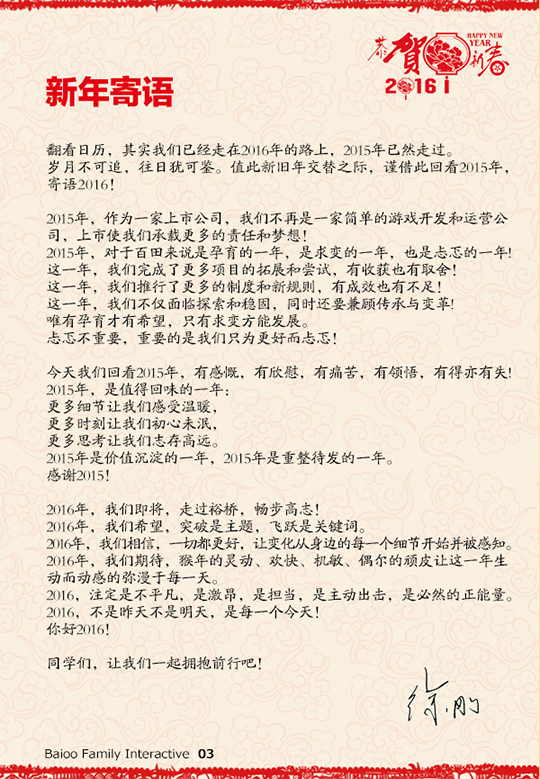 恭贺新春
HAPPY NEW
YEAR
2016
新年寄语
翻看日历，其实我们已经走在2016年的路上，2015年已然走过。
岁月不可追，往日犹可鉴。值此新旧年交替之际，谨借此回看2015年，
寄语2016！
2015年，作为一家上市公司，我们不再是一家简单的游戏开发和运营公
司，上市使我们承载更多的责任和梦想！
2015年，对于百田来说是孕育的一年，是求变的一年，也是忐忑的一年！
这一年，我们完成了更多项目的拓展和尝试，有收获也有取舍！
这一年，我们推行了更多的制度和新规则，有成效也有不足！
这一年，我们不仅面临探索和稳固，同时还要兼顾传承与变革！
唯有孕育才有希望，只有求变方能发展。
忐忑不重要，重要的是我们只为更好而忐忑！
今天我们回看2015年，有感慨，有欣慰，有痛苦，有领悟，有得亦有失！
2015年，是值得回味的一年：
更多细节让我们感受温暖，
更多时刻让我们初心未泯，
更多思考让我们志存高远。
2015年是价值沉淀的一年，2015年是重整待发的一年。
感谢2015！
2016年，我们即将，走过裕桥，畅步高志！
2016年，我们希望，突破是主题，飞跃是关键词。
2016年，我们相信，一切都更好，让变化从身边的每一个细节开始并被感知。
2016年，我们期待，猴年的灵动、欢快、机敏、偶尔的顽皮让这一年生
动而动感的弥漫于每一天。
2016，注定是不平凡，是激昂，是担当，是主动出击，是必然的正能量。
2016，不是昨天不是明天，是每一个今天！
你好2016！
同学们，让我们一起拥抱前行吧！
徐刚
Baioo Family Interactive 03